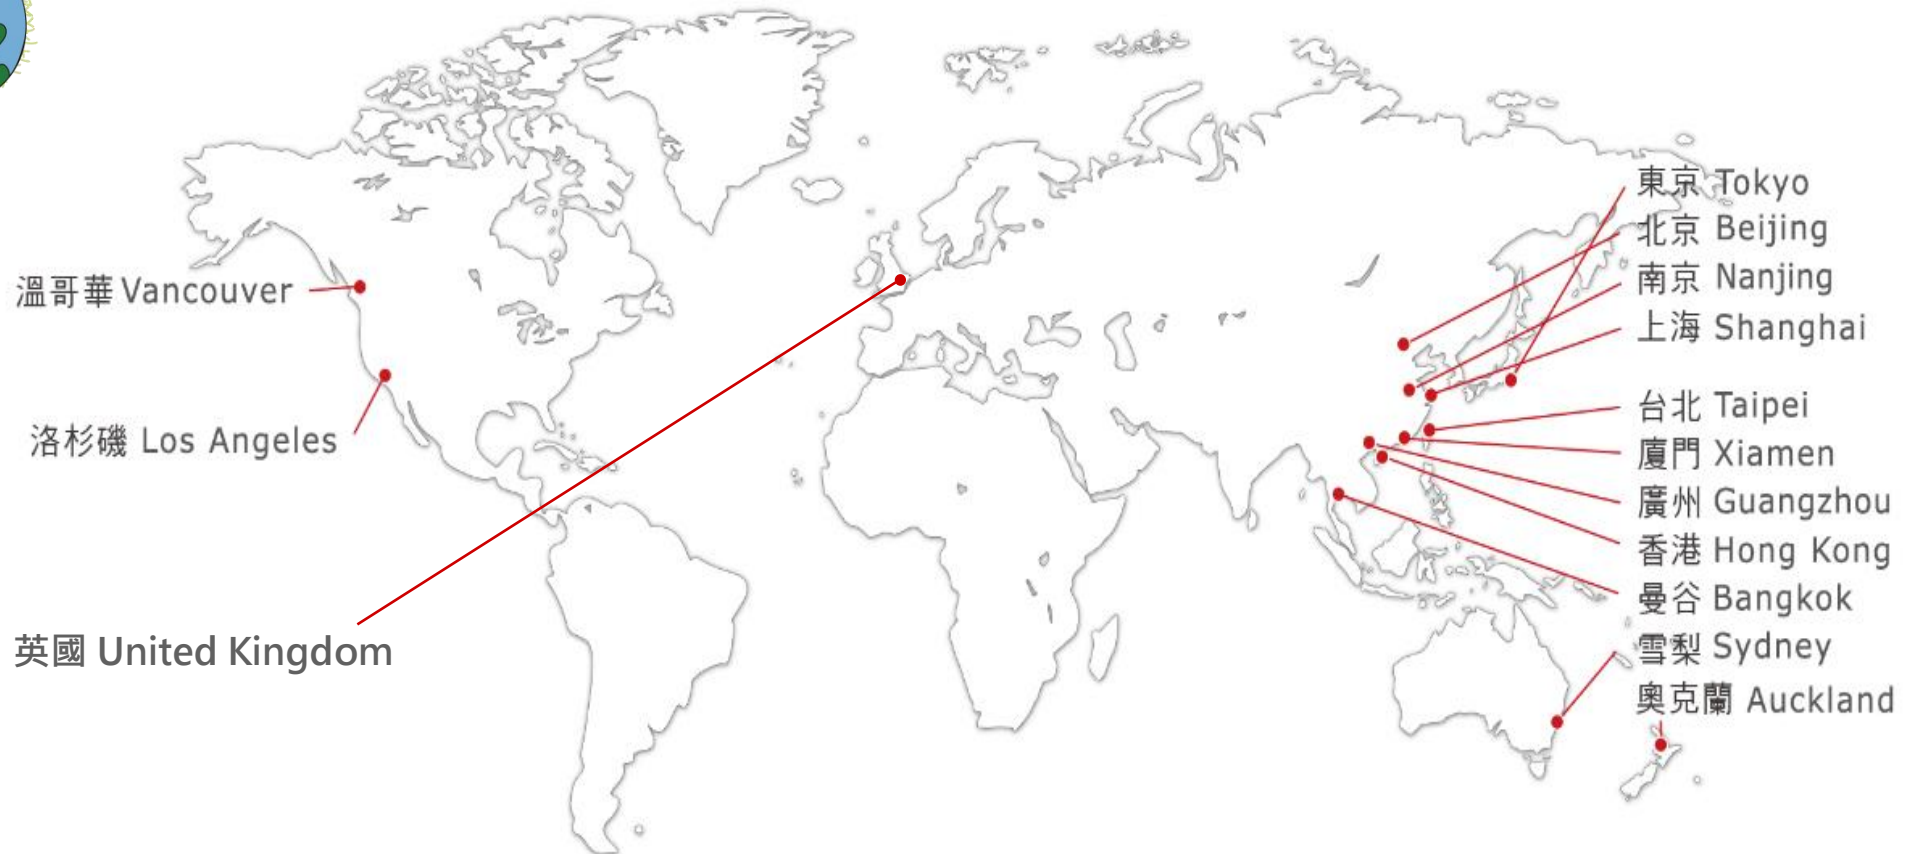 溫哥華 Vancouver
洛杉磯 Los Angeles
英國 United Kingdom
東京 Tokyo
北京 Beijing
南京 Nanjing
上海 Shanghai
台北 Taipei
廈門 Xiamen
廣州 Guangzhou
香港 Hong Kong
曼谷 Bangkok
雪梨 Sydney
奧克蘭 Auckland